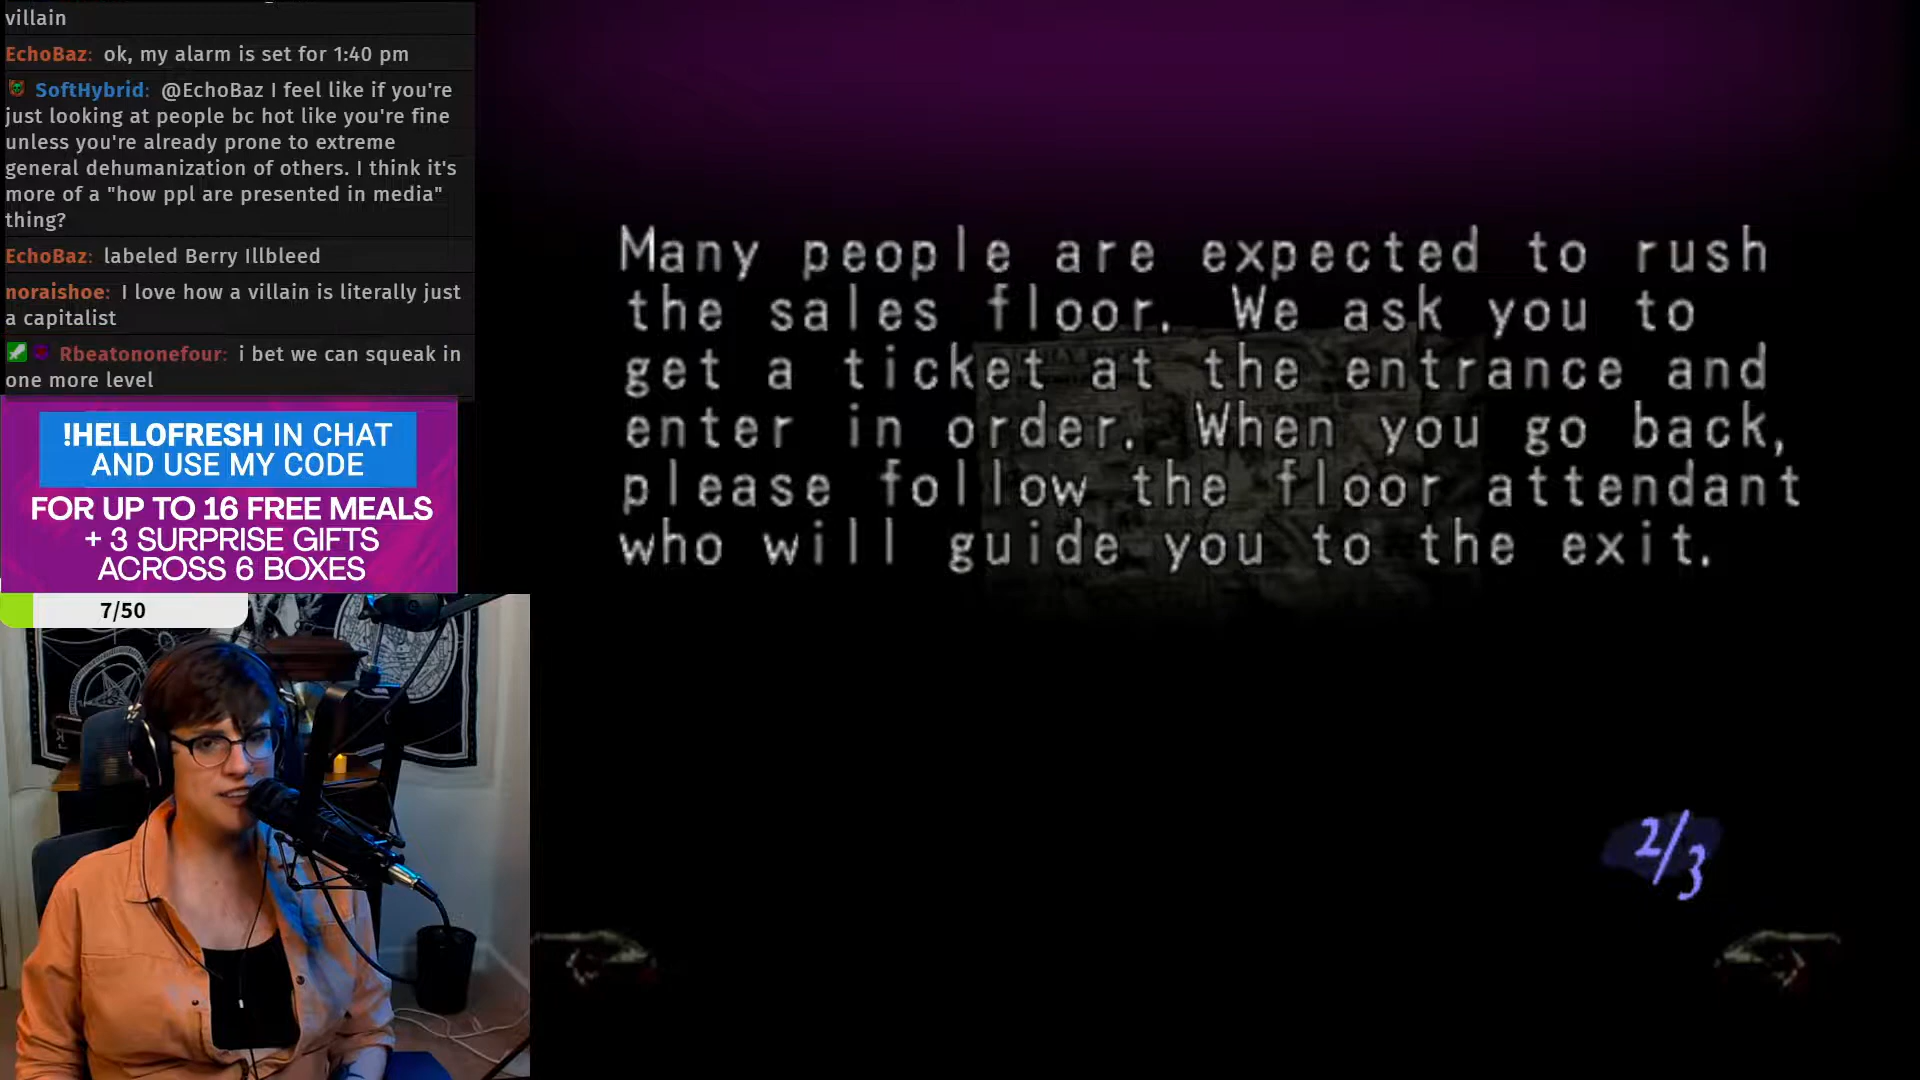 villain
EchoBaz: ok, my alarm is set for 1:40 pm
SoftHybrid: @EchoBaz I feel like if you're
just looking at people bc hot like you're fine
unless you're already prone to extreme
general dehumanization of others. I think it's
more of a "how ppl are presented in media"
thing?
EchoBaz: labeled Berry Illbleed
noraishoe: I love how a villain is literally just
a capitalist
Rbeatononefour: i bet we can squeak in
one more level
!HELLOFRESH IN CHAT
AND USE MY CODE
FOR UP TO 16 FREE MEALS
+ 3 SURPRISE GIFTS
ACROSS 6 BOXES
7/50
Many people are expected to rush
the sales floor. We ask you to
get a ticket at the entrance and
enter in order. When you go back,
please follow the floor attendant
who will guide you to the exit.
2/3